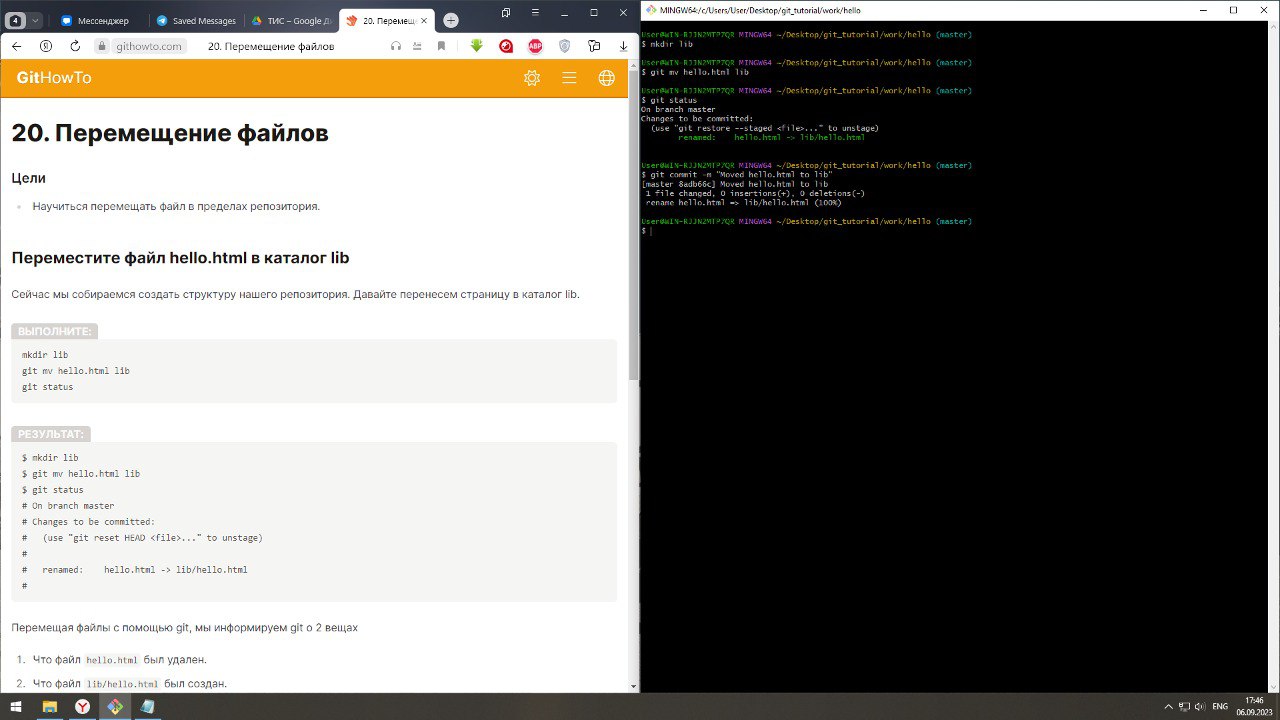 4
Messenger
Saved Messages
ТИС – Google Д
20. Перемещ
githowto.com
20. Перемещение файлов
ABP
GitHowTo
20. Перемещение файлов
Цели
Научиться перемещать файл в пределах репозитория.
Переместите файл hello.html в каталог lib
Сейчас мы собираемся создать структуру нашего репозитория. Давайте перенесем страницу в каталог lib.
ВЫПОЛНИТЕ:
mkdir lib
git mv hello.html lib
git status
РЕЗУЛЬТАТ:
$ mkdir lib
$ git mv hello.html lib
$ git status
# On branch master
# Changes to be committed:
#   (use "git reset HEAD <file>..." to unstage)
#
#   renamed:    hello.html -> lib/hello.html
#
Перемещая файлы с помощью git, мы информируем git о 2 вещах
1. Что файл hello.html был удален.
2. Что файл lib/hello.html был создан.
MINGW64:/c/Users/User/Desktop/git_tutorial/work/hello
User@WIN-RJJN2MTP7QR MINGW64 ~/Desktop/git_tutorial/work/hello (master)
$ mkdir lib
User@WIN-RJJN2MTP7QR MINGW64 ~/Desktop/git_tutorial/work/hello (master)
$ git mv hello.html lib
User@WIN-RJJN2MTP7QR MINGW64 ~/Desktop/git_tutorial/work/hello (master)
$ git status
On branch master
Changes to be committed:
  (use "git restore --staged <file>..." to unstage)
        renamed:    hello.html -> lib/hello.html
User@WIN-RJJN2MTP7QR MINGW64 ~/Desktop/git_tutorial/work/hello (master)
$ git commit -m "Moved hello.html to lib"
[master 8adb66c] Moved hello.html to lib
 1 file changed, 0 insertions(+), 0 deletions(-)
 rename hello.html => lib/hello.html (100%)
User@WIN-RJJN2MTP7QR MINGW64 ~/Desktop/git_tutorial/work/hello (master)
$
ENG
17:46
06.09.2023